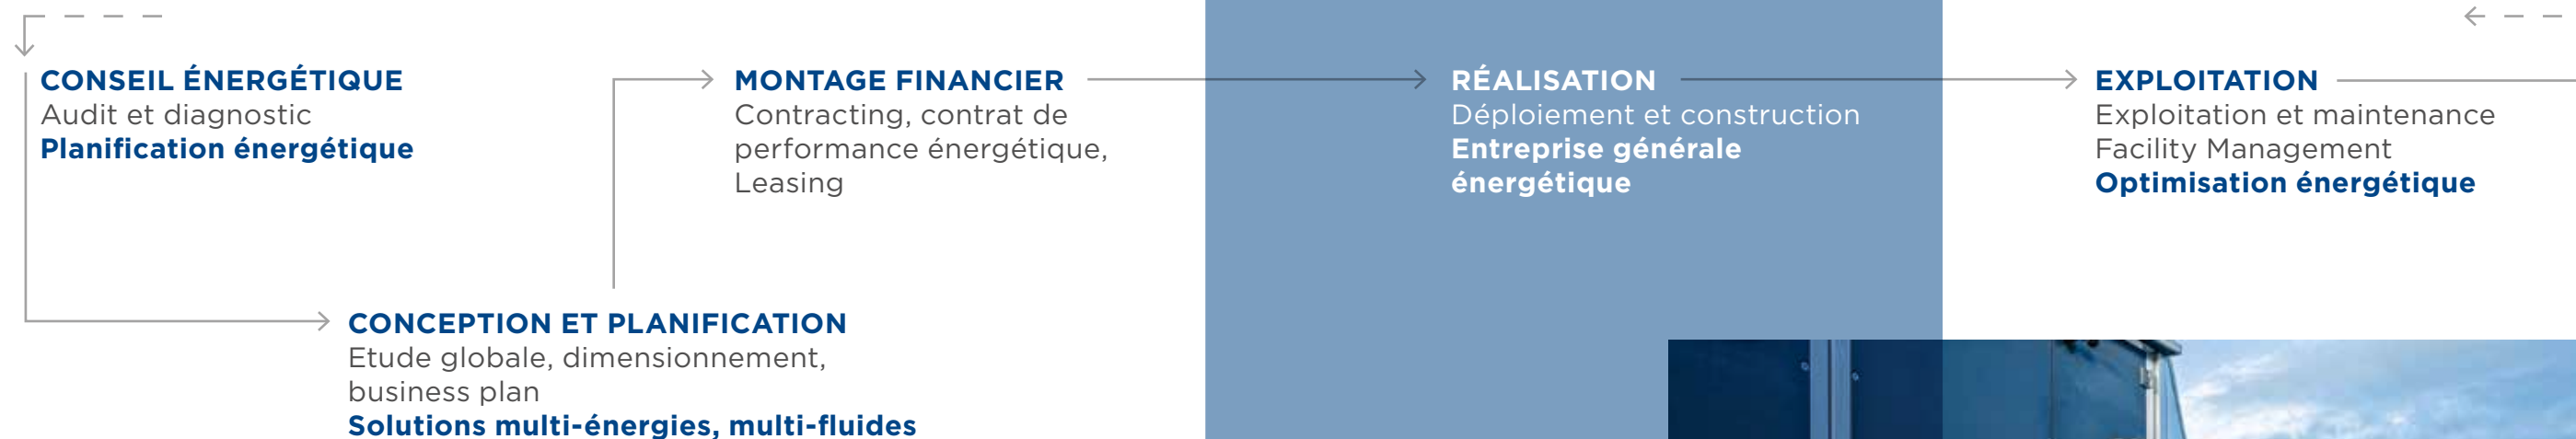 CONSEIL ÉNERGÉTIQUE
Audit et diagnostic
Planification énergétique
CONCEPTION ET PLANIFICATION
Etude globale, dimensionnement,
business plan
Solutions multi-énergies, multi-fluides
MONTAGE FINANCIER
Contracting, contrat de
performance énergétique,
Leasing
RÉALISATION
Déploiement et construction
Entreprise générale
énergétique
EXPLOITATION
Exploitation et maintenance
Facility Management
Optimisation énergétique